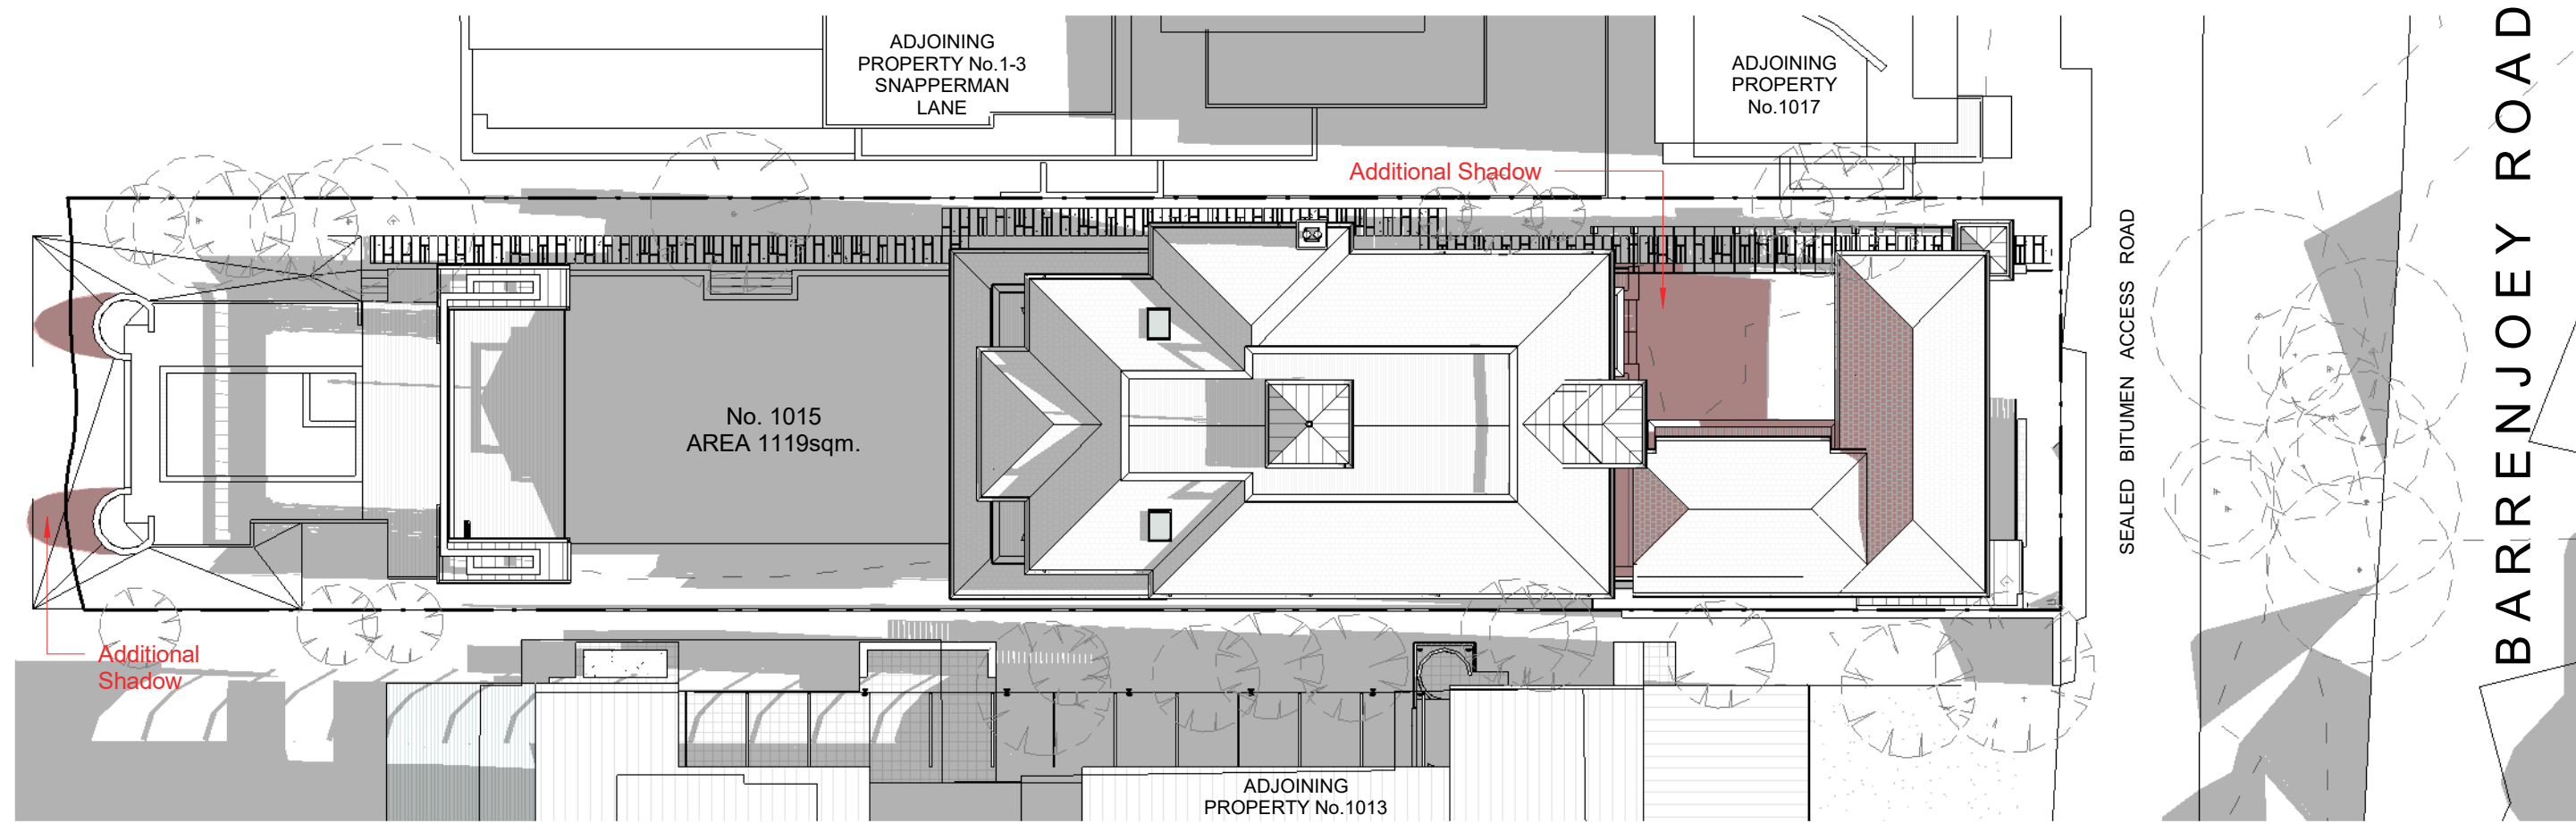 ADJOINING
PROPERTY No.1-3
SNAPPERMAN
LANE
ADJOINING
PROPERTY
No.1017
Additional Shadow
No. 1015
AREA 1119sqm.
SEALED BITUMEN ACCESS ROAD
BARRENJOEY ROAD
Additional
Shadow
ADJOINING
PROPERTY No.1013